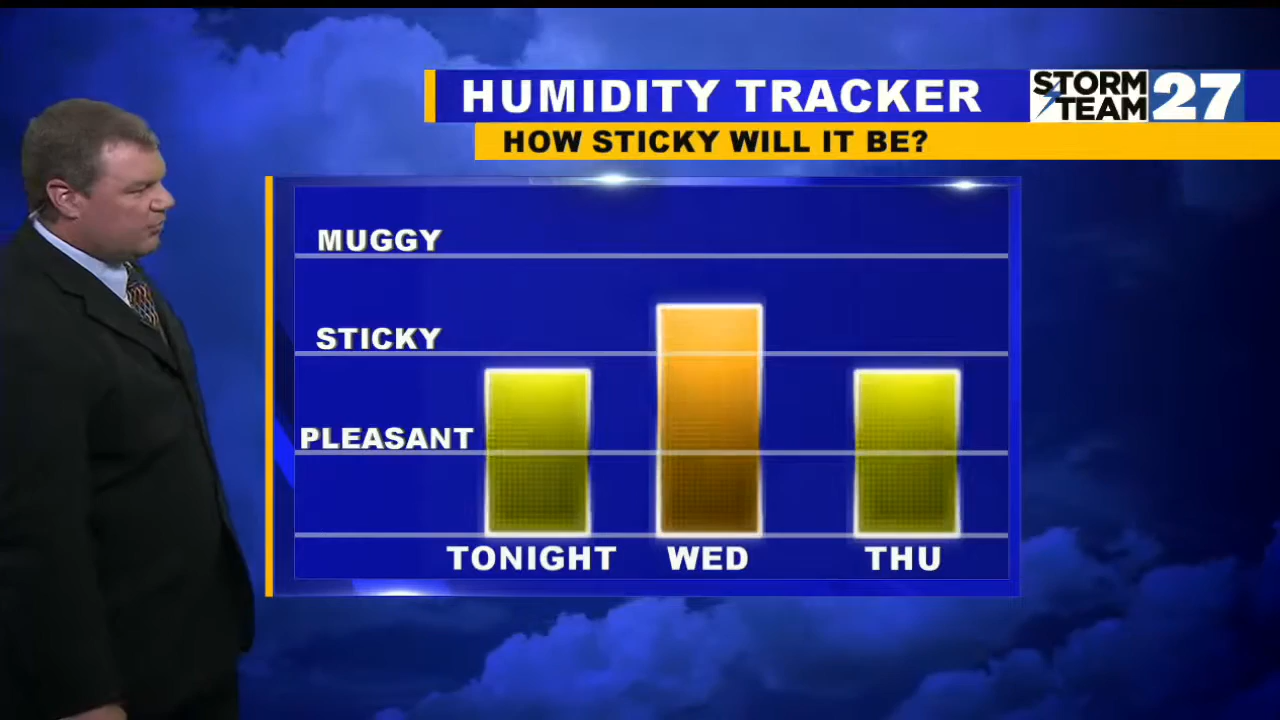 HUMIDITY TRACKER
STORM TEAM 27
HOW STICKY WILL IT BE?
MUGGY
STICKY
PLEASANT
TONIGHT WED THU